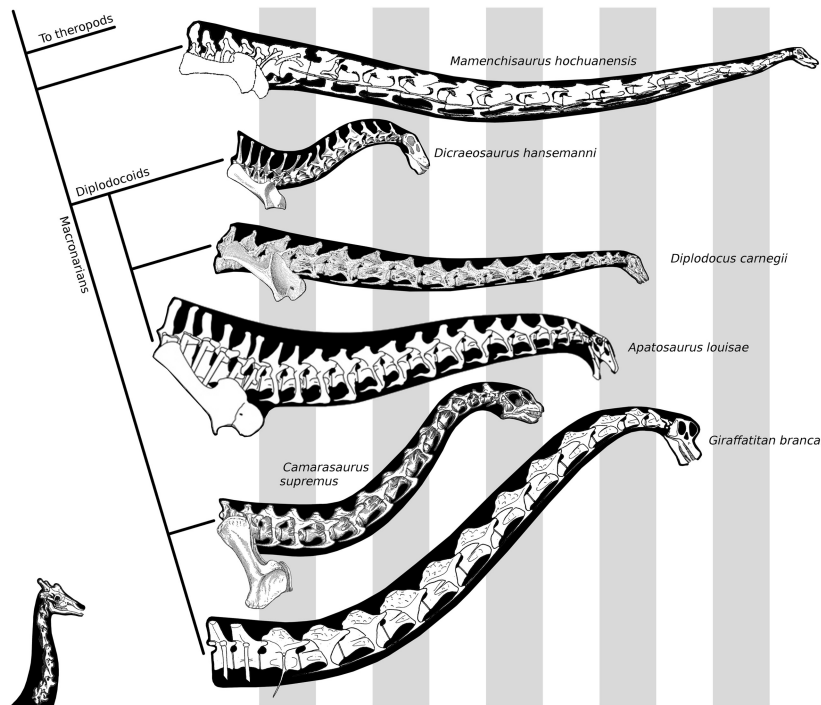 To theropods
Mamenchisaurus hochuanensis
Dicraeosaurus hansemanni
Diplodocoids
Macronarians
Diplodocus carnegii
Apatosaurus louisae
Giraffatitan branca
Camarasaurus
supremus